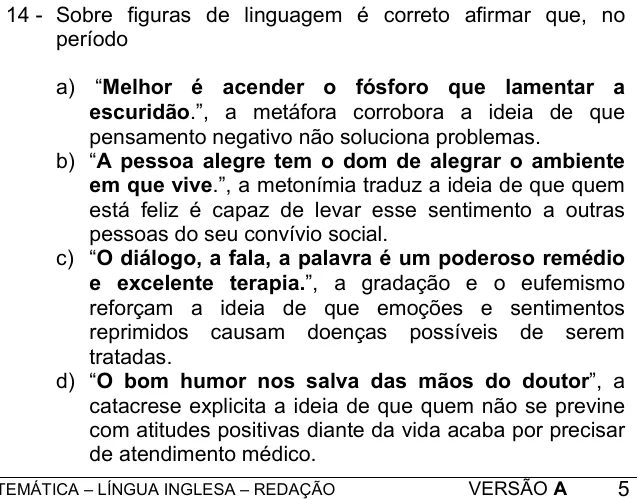 14 - Sobre figuras de linguagem é correto afirmar que, no
período
a) “Melhor é acender o fósforo que lamentar a
escuridão.”, a metáfora corrobora a ideia de que
pensamento negativo não soluciona problemas.
b) “A pessoa alegre tem o dom de alegrar o ambiente
em que vive.”, a metonímia traduz a ideia de que quem
está feliz é capaz de levar esse sentimento a outras
pessoas do seu convívio social.
c) “O diálogo, a fala, a palavra é um poderoso remédio
e excelente terapia.”, a gradação e o eufemismo
reforçam a ideia de que emoções e sentimentos
reprimidos causam doenças possíveis de serem
tratadas.
d) “O bom humor nos salva das mãos do doutor”, a
catacrese explicita a ideia de que quem não se previne
com atitudes positivas diante da vida acaba por precisar
de atendimento médico.
TEMÁTICA – LÍNGUA INGLESA – REDAÇÃO VERSÃO A 5